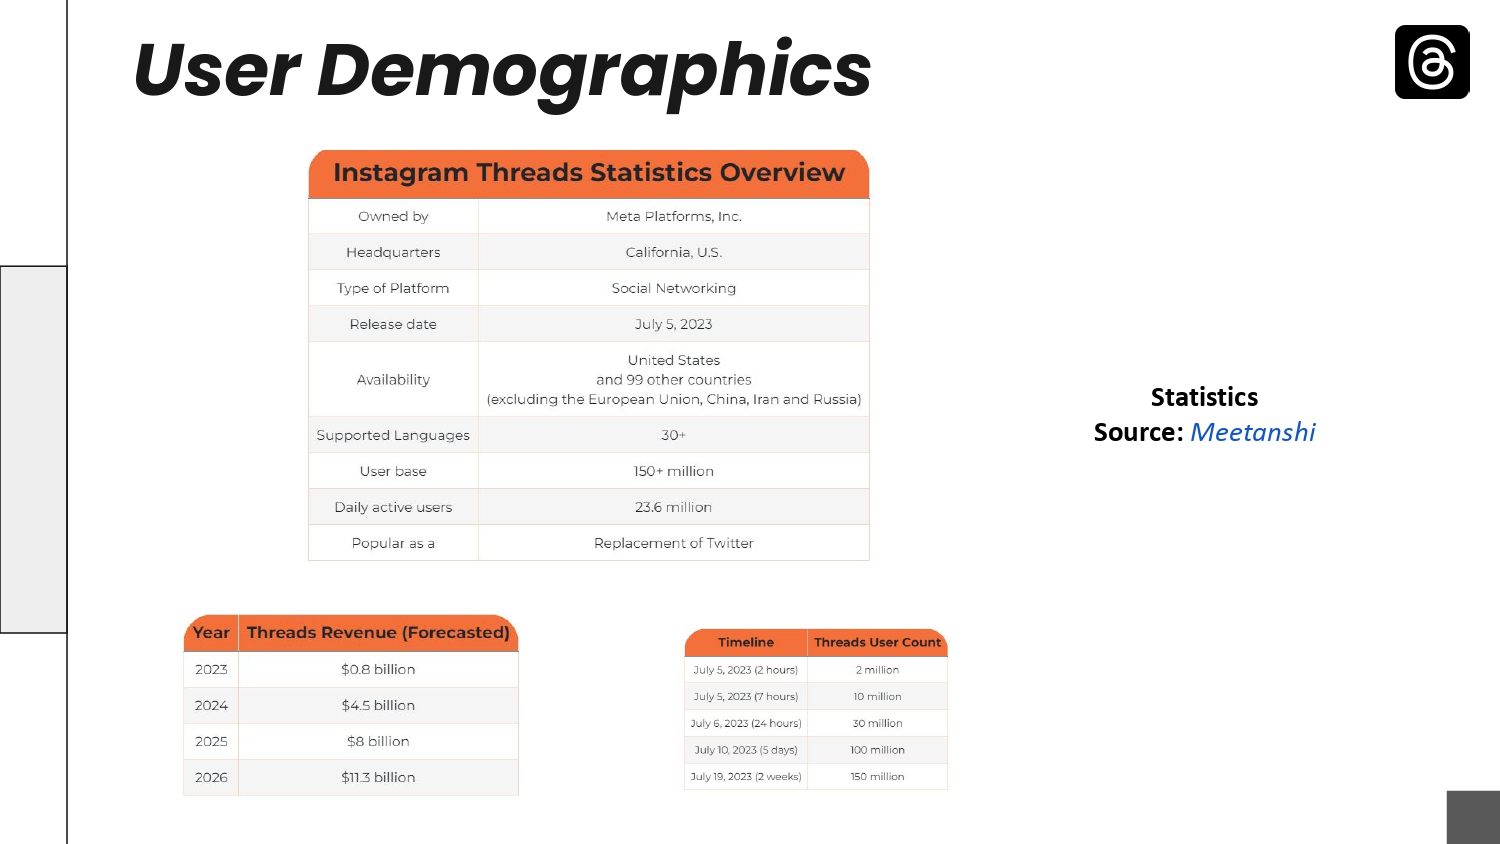 User Demographics
Instagram Threads Statistics Overview
Owned by Meta Platforms, Inc.
Headquarters California, U.S.
Type of Platform Social Networking
Release date July 5, 2023
Availability United States
and 99 other countries
(excluding the European Union, China, Iran and Russia)
Supported Languages 30+
User base 150+ million
Daily active users 23.6 million
Popular as a Replacement of Twitter
Statistics
Source: Meetanshi
Year Threads Revenue (Forecasted)
2023 $0.8 billion
2024 $4.5 billion
2025 $8 billion
2026 $11.3 billion
Timeline Threads User Count
July 5, 2023 (2 hours) 2 million
July 5, 2023 (7 hours) 10 million
July 6, 2023 (24 hours) 30 million
July 10, 2023 (5 days) 100 million
July 19, 2023 (2 weeks) 150 million